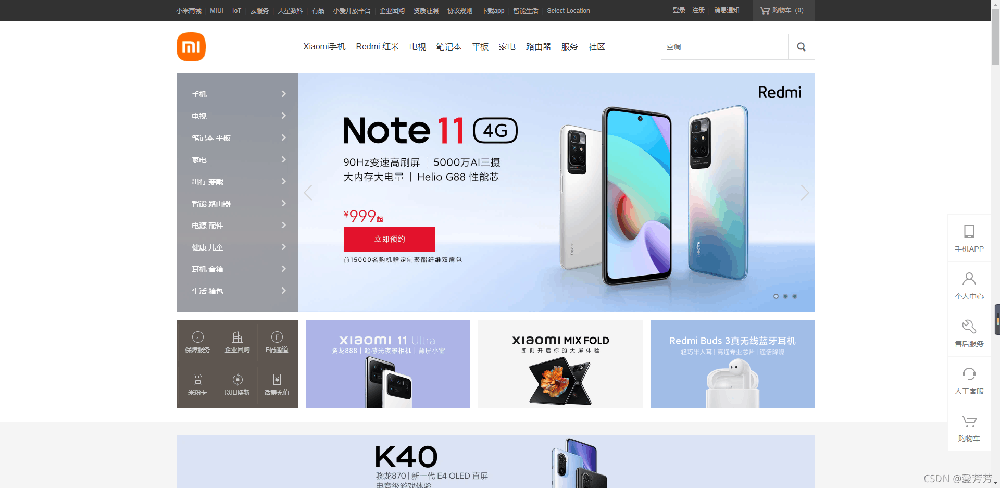 小米商城 MIUI IoT 云服务 天星数科 有品 小爱开放平台 企业团购 资质证照 协议规则 下载app 智能生活 Select Location 登录 注册 消息通知 购物车（0）
Xiaomi手机 Redmi 红米 电视 笔记本 平板 家电 路由器 服务 社区 空调
手机
电视
笔记本 平板
家电
出行 穿戴
智能 路由器
电源 配件
健康 儿童
耳机 音箱
生活 箱包
Redmi
Note 11 4G
90Hz变速高刷屏 | 5000万AI三摄
大内存大电量 | Helio G88 性能芯
¥999起
立即预约
前15000名购机赠定制聚酯纤维双肩包
Redmi
Redmi
手机APP
个人中心
售后服务
人工客服
购物车
保障服务 企业团购 F码通道
米粉卡 以旧换新 话费充值
xiaomi 11 Ultra
骁龙888 | 超感光夜景相机 | 背屏小窗
xiaomi MIX FOLD
即刻开启你的大屏体验
Redmi Buds 3真无线蓝牙耳机
轻巧半入耳 | 高通专业芯片 | 通话降噪
K40
骁龙870 | 新一代 E4 OLED 直屏
电竞级游戏体验
CSDN @愛芳芳